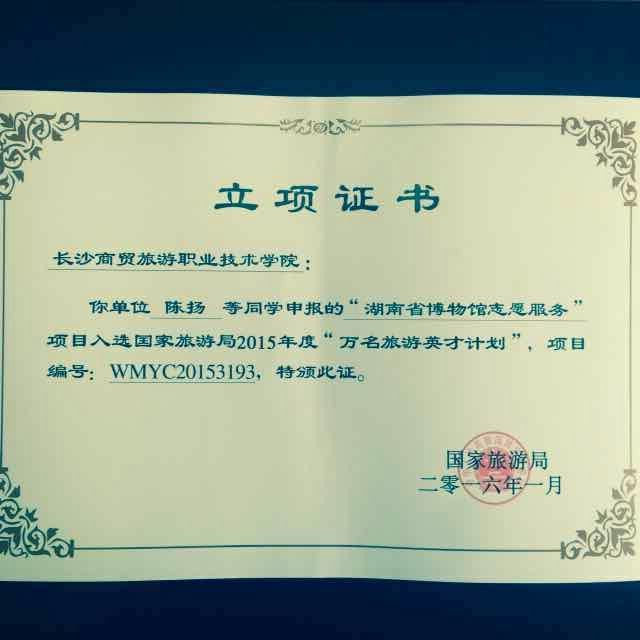 立项证书
长沙商贸旅游职业技术学院：
你单位 陈扬 等同学申报的“湖南省博物馆志愿服务”
项目入选国家旅游局2015年度“万名旅游英才计划”，项目
编号：WMYC20153193，特颁此证。
国家旅游局
二零一六年一月